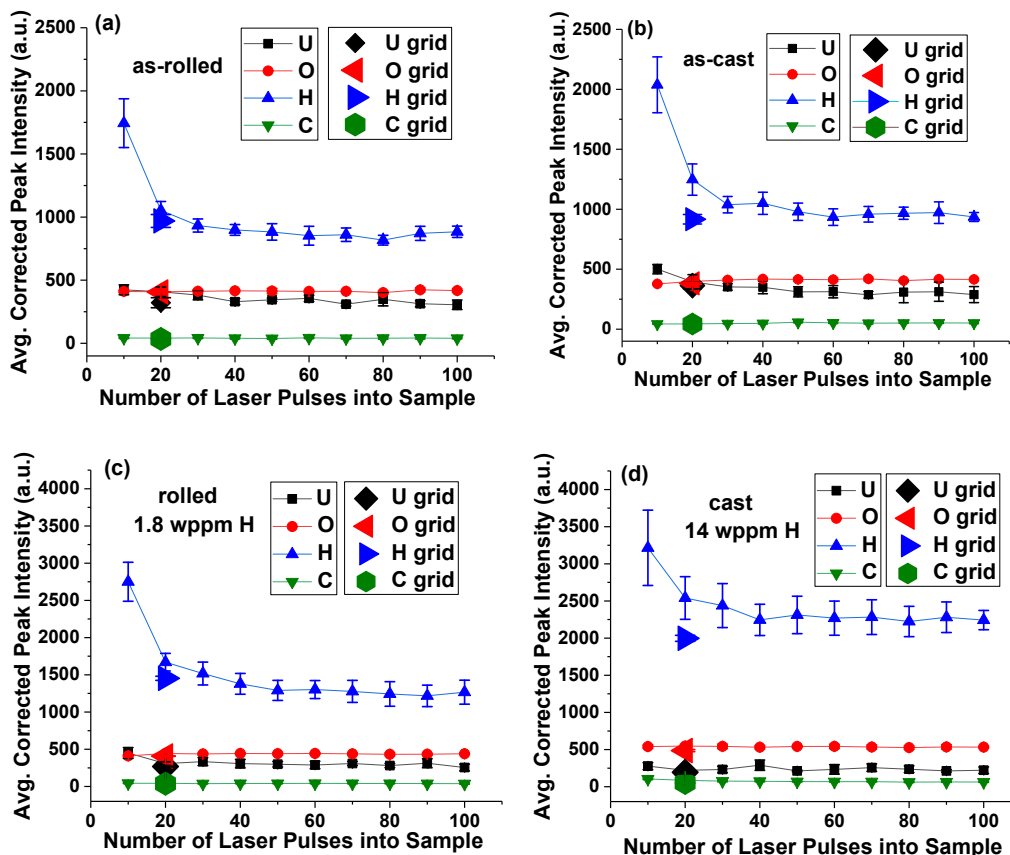 (a)
as-rolled
U
O
H
C
U grid
O grid
H grid
C grid
2500
2000
1500
1000
500
0
Avg. Corrected Peak Intensity (a.u.)
0 20 40 60 80 100
Number of Laser Pulses into Sample
(b)
as-cast
U
O
H
C
U grid
O grid
H grid
C grid
2500
2000
1500
1000
500
0
Avg. Corrected Peak Intensity (a.u.)
0 20 40 60 80 100
Number of Laser Pulses into Sample
(c)
rolled
1.8 wppm H
U
O
H
C
U grid
O grid
H grid
C grid
4000
3500
3000
2500
2000
1500
1000
500
0
Avg. Corrected Peak Intensity (a.u.)
0 20 40 60 80 100
Number of Laser Pulses into Sample
(d)
cast
14 wppm H
U
O
H
C
U grid
O grid
H grid
C grid
4000
3500
3000
2500
2000
1500
1000
500
0
Avg. Corrected Peak Intensity (a.u.)
0 20 40 60 80 100
Number of Laser Pulses into Sample